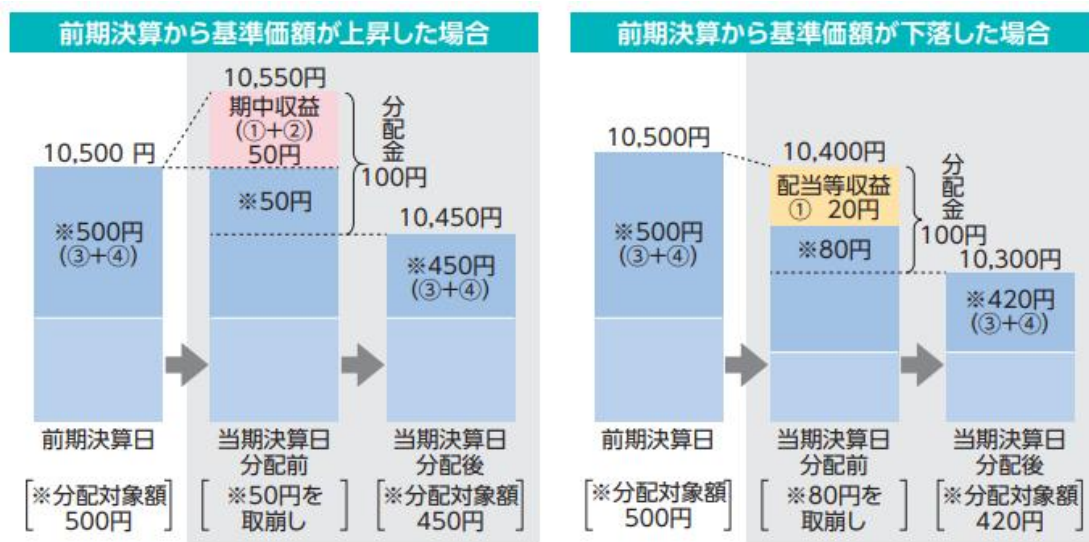 前期決算から基準価額が上昇した場合
10,550円
期中収益
(①+②)
50円
分配金
100円
10,500 円
※500円
(③+④)
※50円
10,450円
※450円
(③+④)
前期決算日
当期決算日
分配前
当期決算日
分配後
※分配対象額
500円
※50円を
取崩し
※分配対象額
450円
前期決算から基準価額が下落した場合
10,500円
※500円
(③+④)
10,400円
配当等収益
① 20円
※80円
分配金
100円
10,300円
※420円
(③+④)
前期決算日
当期決算日
分配前
当期決算日
分配後
※分配対象額
500円
※80円を
取崩し
※分配対象額
420円